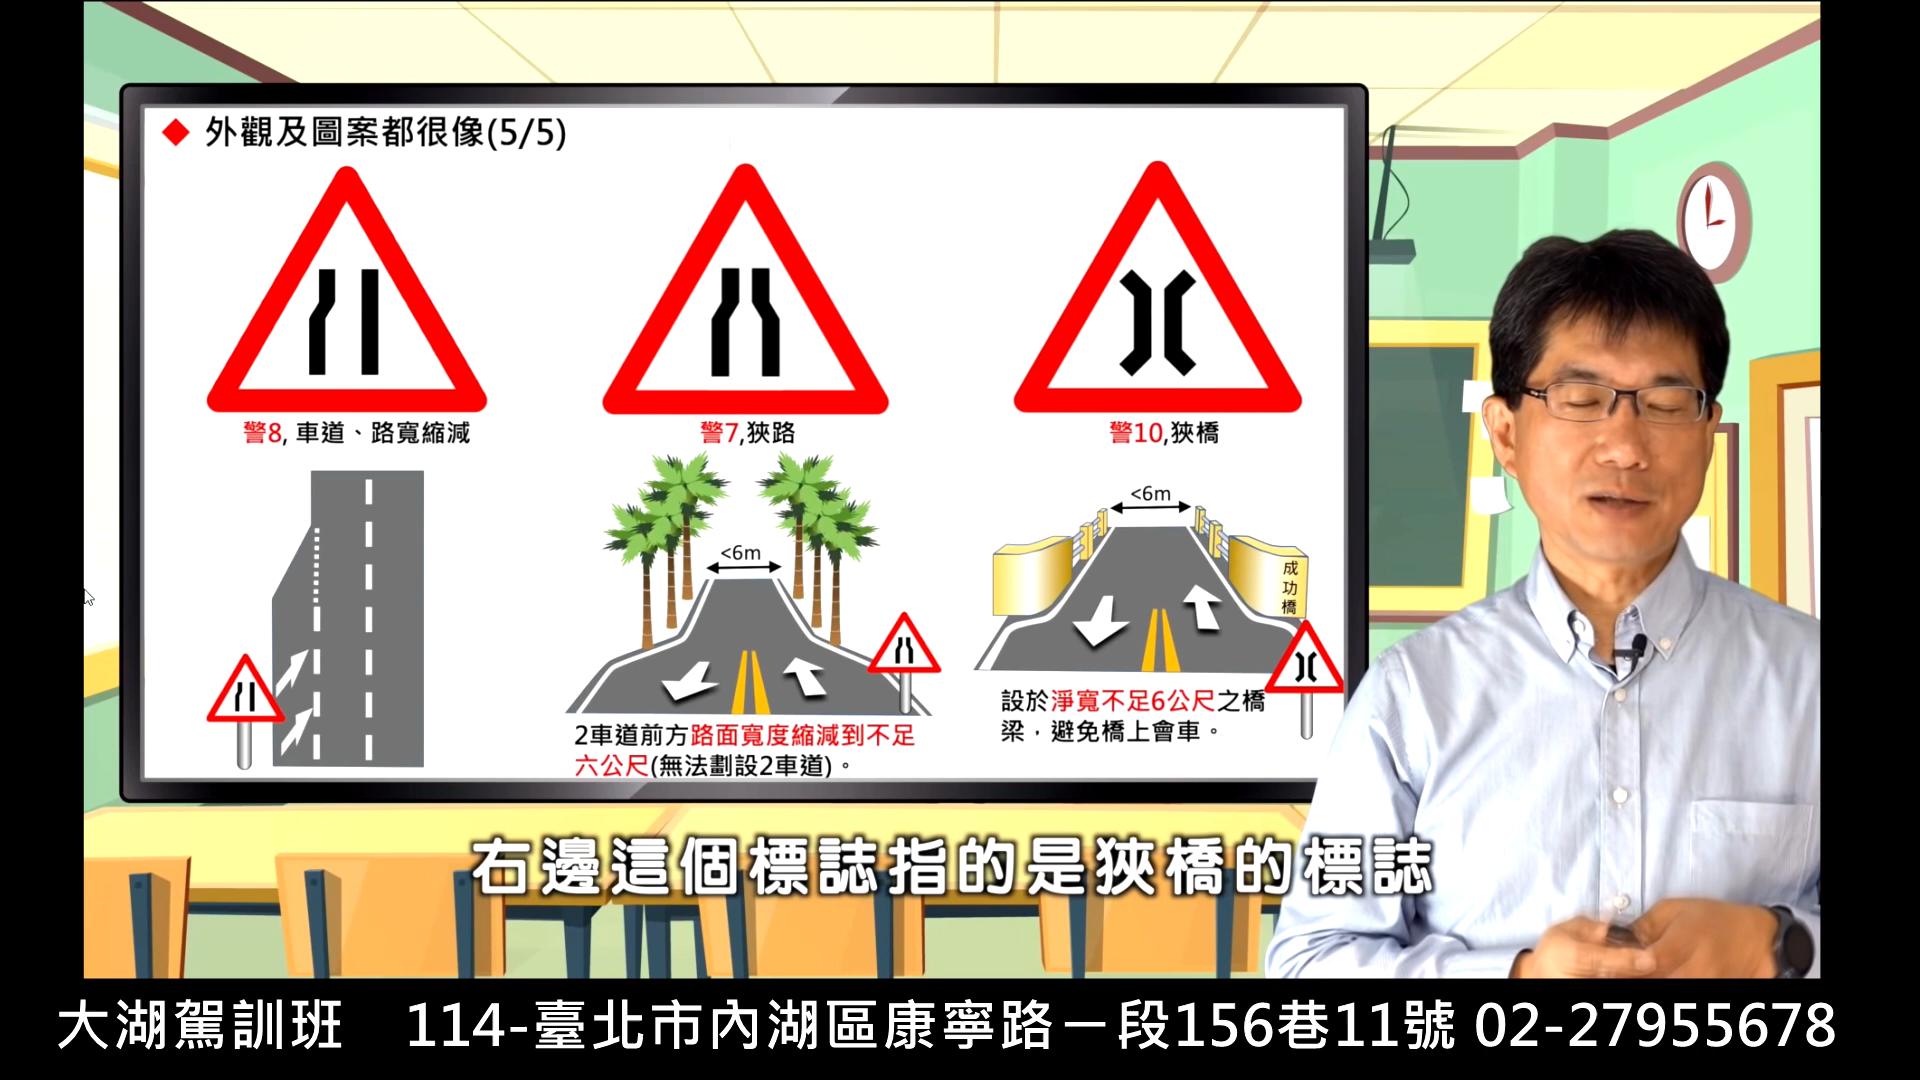 外觀及圖案都很像(5/5)
警8, 車道、路寬縮減
警7,狹路
警10,狹橋
<6m
<6m
成功橋
2車道前方路面寬度縮減到不足
六公尺(無法劃設2車道)。
設於淨寬不足6公尺之橋
梁，避免橋上會車。
右邊這個標誌指的是狹橋的標誌
大湖駕訓班 114-臺北市內湖區康寧路一段156巷11號 02-27955678